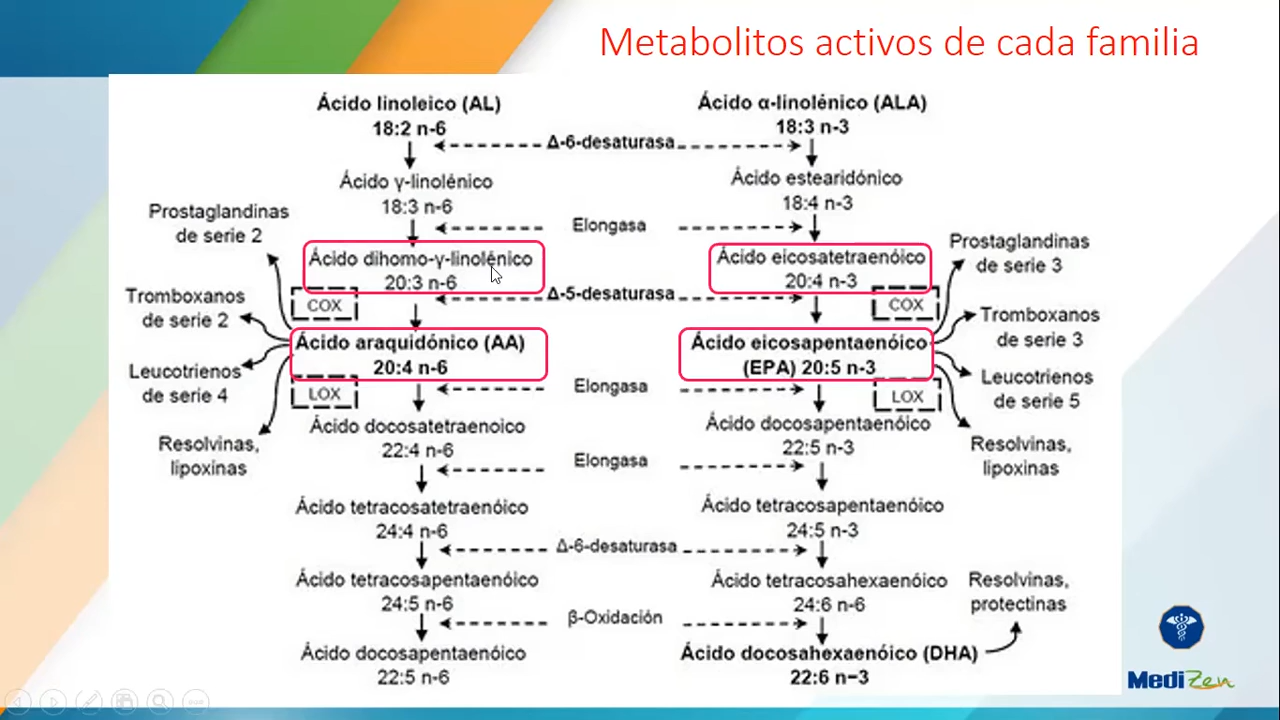 Metabolitos activos de cada familia
Ácido linoleico (AL)
18:2 n-6
Ácido α-linolénico (ALA)
18:3 n-3
Δ-6-desaturasa
Ácido γ-linolénico
18:3 n-6
Ácido estearidónico
18:4 n-3
Elongasa
Prostaglandinas
de serie 2
Ácido dihomo-γ-linolénico
20:3 n-6
Ácido eicosatetraenóico
20:4 n-3
Prostaglandinas
de serie 3
Δ-5-desaturasa
COX
COX
Tromboxanos
de serie 2
Tromboxanos
de serie 3
Ácido araquidónico (AA)
20:4 n-6
Ácido eicosapentaenóico
(EPA) 20:5 n-3
Leucotrienos
de serie 4
Leucotrienos
de serie 5
Elongasa
LOX
LOX
Ácido docosatetraenoico
22:4 n-6
Ácido docosapentaenóico
22:5 n-3
Resolvinas,
lipoxinas
Resolvinas,
lipoxinas
Elongasa
Ácido tetracosatetraenóico
24:4 n-6
Ácido tetracosapentaenóico
24:5 n-3
Δ-6-desaturasa
Ácido tetracosapentaenóico
24:5 n-6
Ácido tetracosahexaenóico
24:6 n-6
Resolvinas,
protectinas
β-Oxidación
Ácido docosapentaenóico
22:5 n-6
Ácido docosahexaenóico (DHA)
22:6 n−3
MediZen